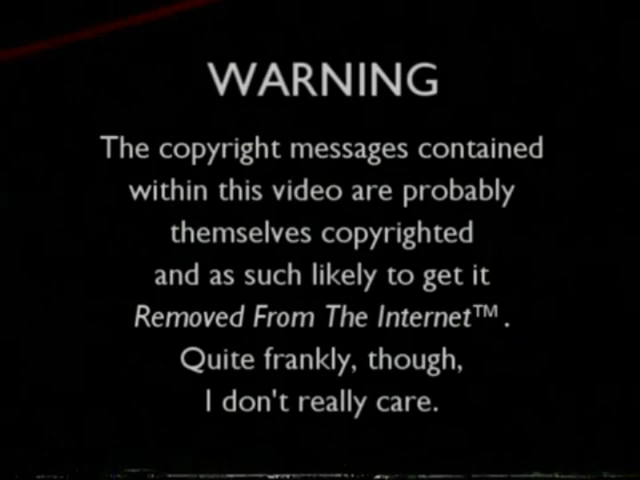 WARNING
The copyright messages contained
within this video are probably
themselves copyrighted
and as such likely to get it
Removed From The Internet™ .
Quite frankly, though,
I don't really care.